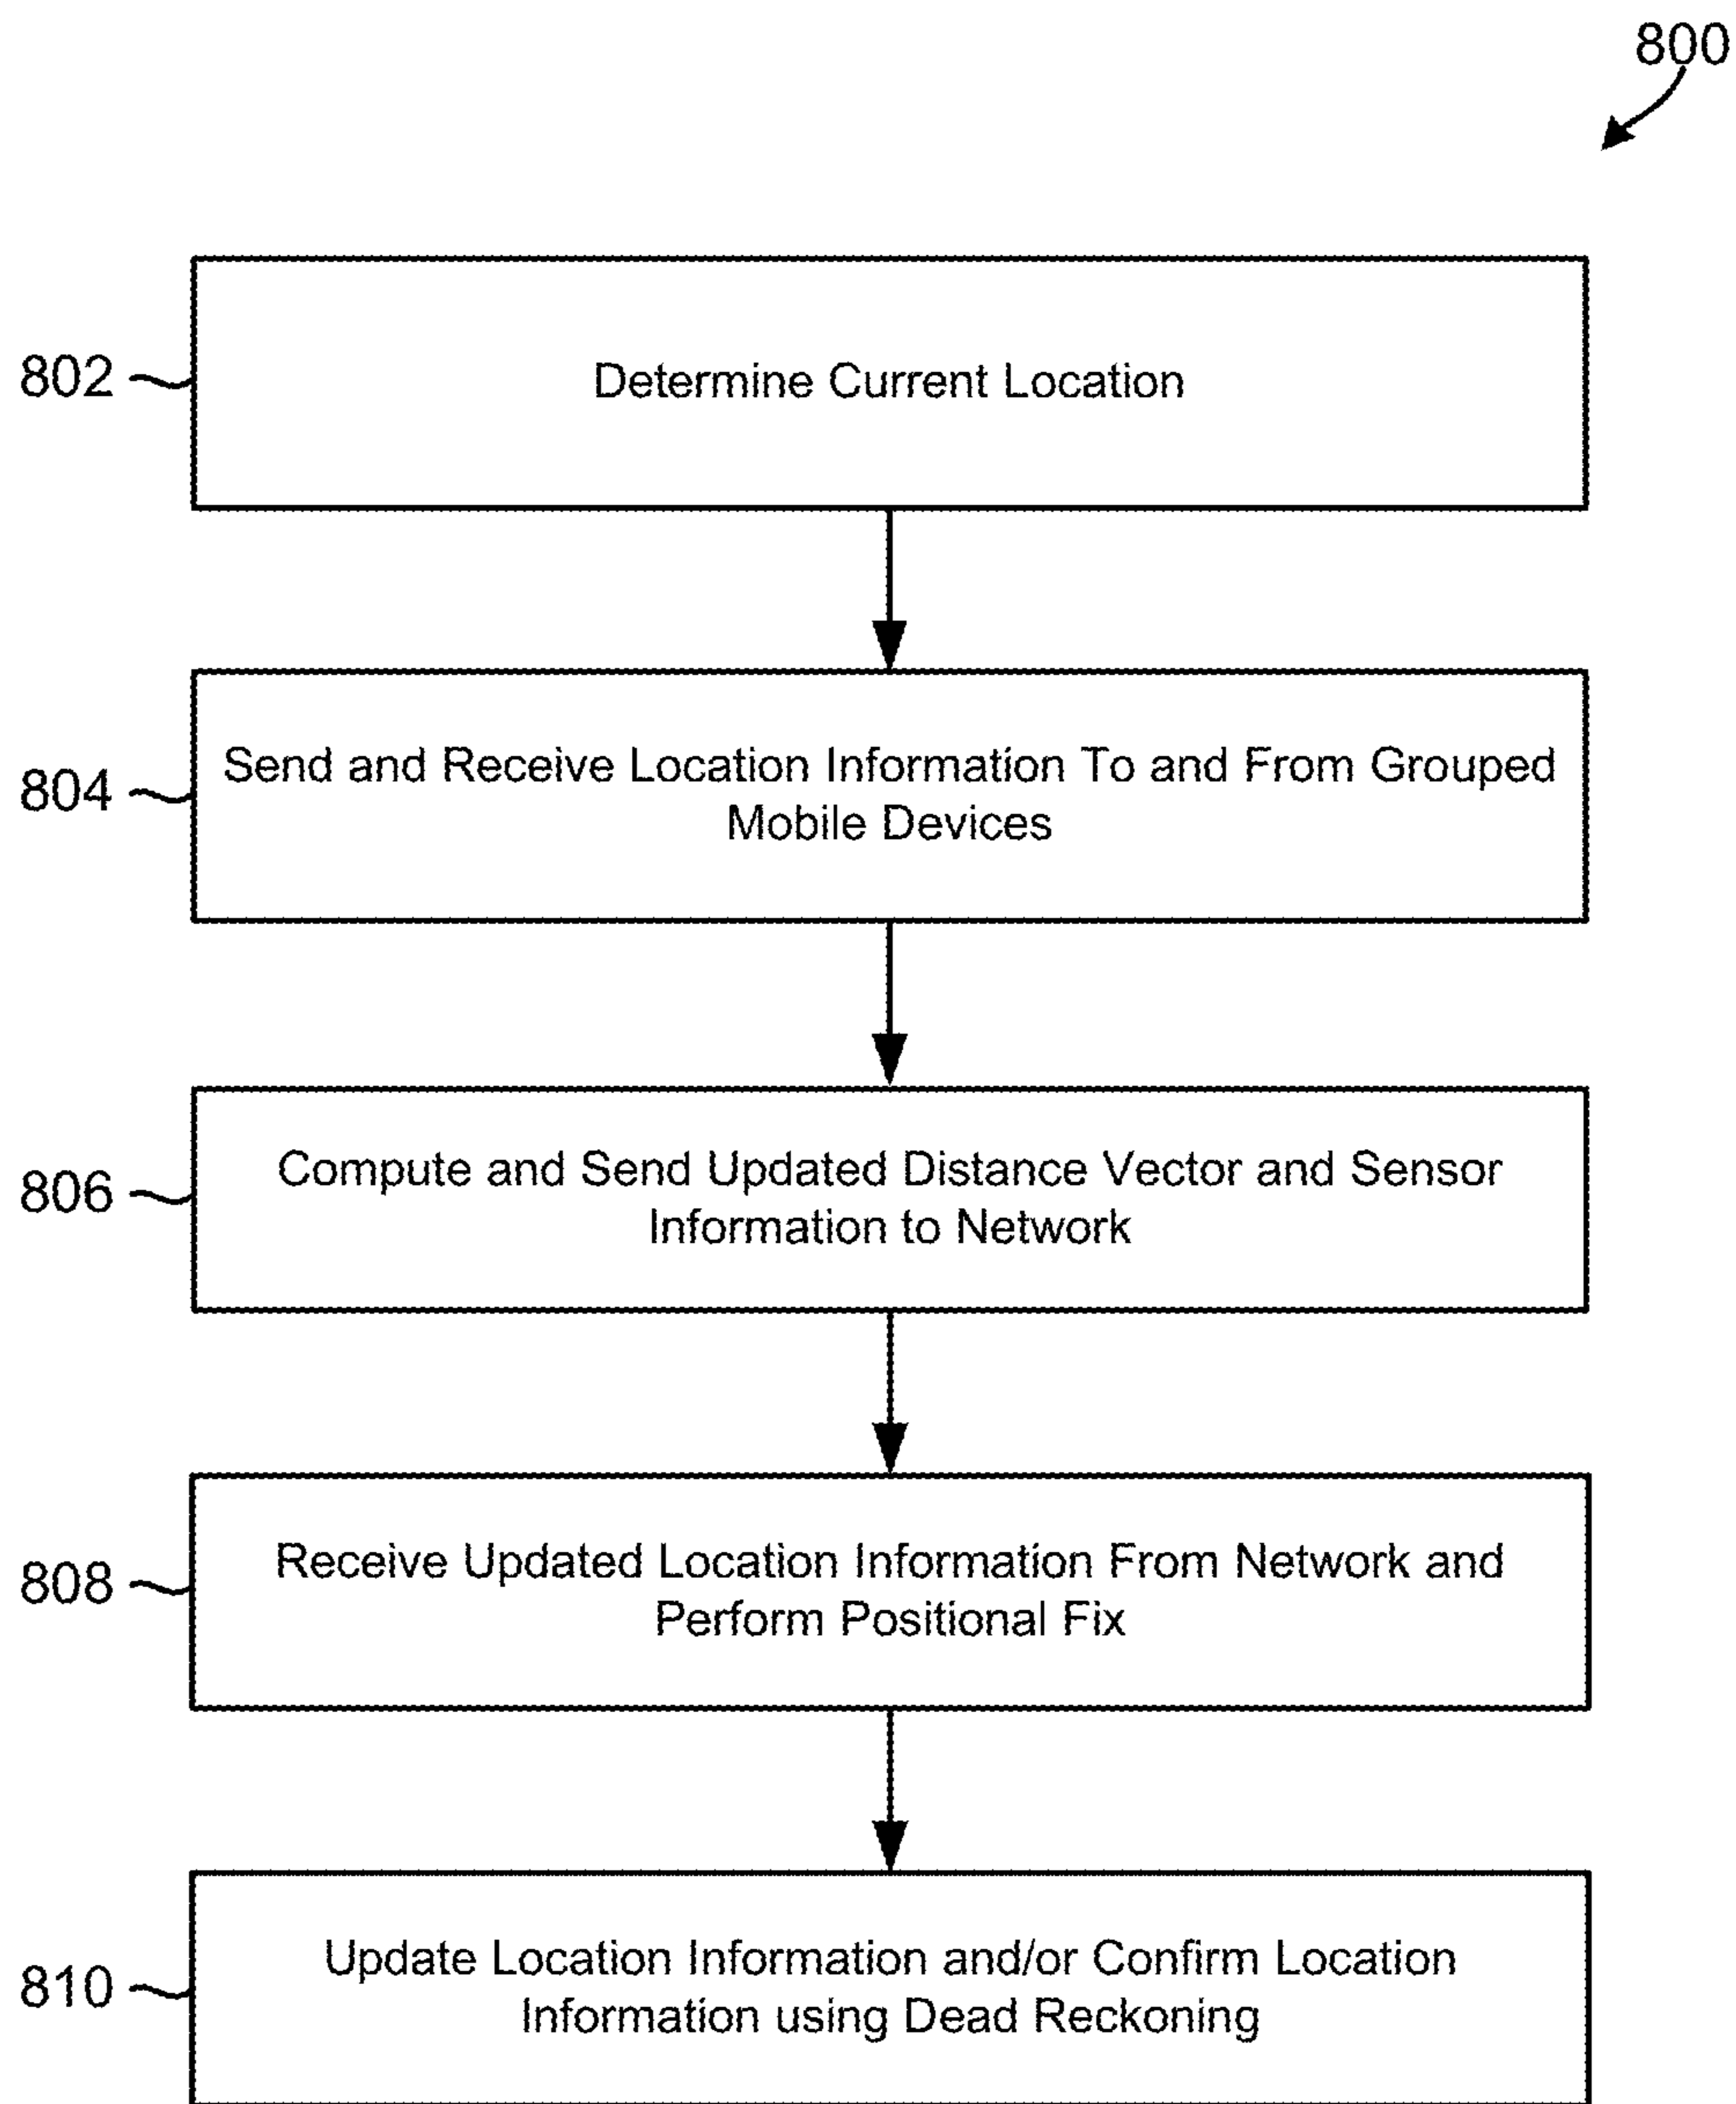 800
802
Determine Current Location
804
Send and Receive Location Information To and From Grouped
Mobile Devices
806
Compute and Send Updated Distance Vector and Sensor
Information to Network
808
Receive Updated Location Information From Network and
Perform Positional Fix
810
Update Location Information and/or Confirm Location
Information using Dead Reckoning